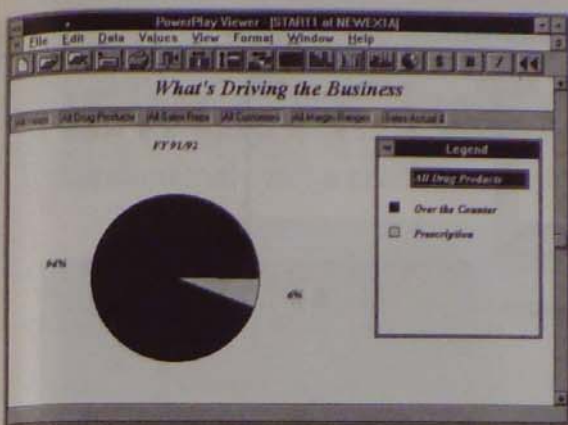 PowerPlay Viewer - [START1 of NEWEXTA]
File Edit Data Values View Format Window Help
$ B I
What's Driving the Business
All Drug Products All Sales Reps All Customers All Margin Ranges Sales Actual $
FY 91/92
Legend
All Drug Products
Over the Counter
Prescription
94%
6%